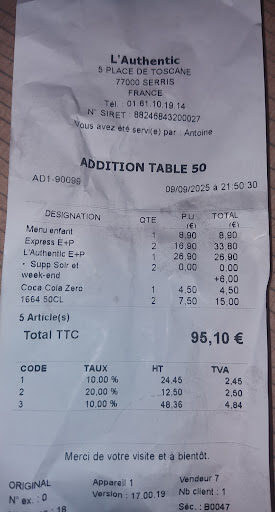 L'Authentic
5 PLACE DE TOSCANE
77000 SERRIS
FRANCE
Tél : 01.61.10.19.14
N° SIRET : 88246843200027
Vous avez été servi(e) par : Antoine
ADDITION TABLE 50
AD1-90099 09/09/2025 à 21:50:30
DESIGNATION QTE P.U (€) TOTAL (€)
Menu enfant 1 8,90 8,90
Express E+P 2 16,90 33,80
L'Authentic E+P 1 26,90 26,90
• Supp Soir et week-end 2 0,00 0,00
+6,00
Coca Cola Zero 1 4,50 4,50
1664 50CL 2 7,50 15,00
5 Article(s)
Total TTC 95,10 €
CODE TAUX HT TVA
1 10,00 % 24,45 2,45
2 20,00 % 12,50 2,50
3 10,00 % 48,36 4,84
Merci de votre visite et à bientôt.
ORIGINAL Appareil 1 Vendeur 7
N° ex. : 0 Version : 17.00.19 Nb client : 1
: 18 Séc. : B0047